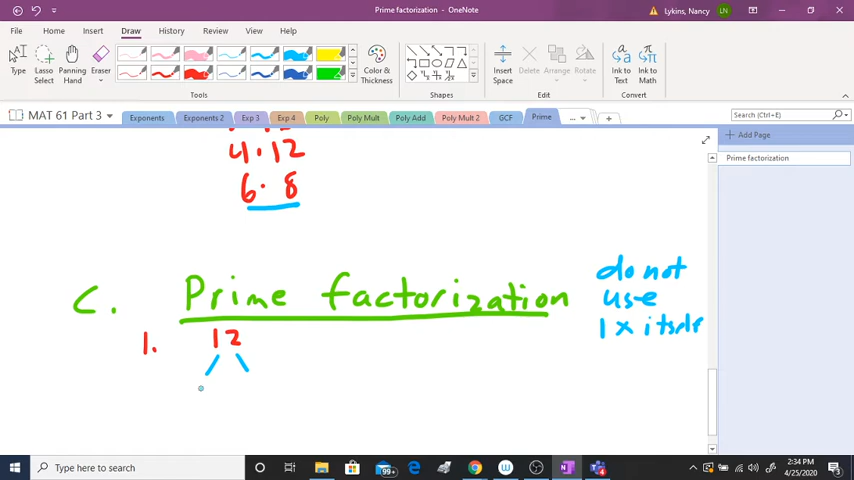 Prime factorization - OneNote
Lykins, Nancy LN
File Home Insert Draw History Review View
Type Lasso Select Panning Hand Eraser Color & Thickness Insert Space Delete Arrange Rotate Ink to Text Ink to Math
Tools Shapes Edit Convert
MAT 61 Part 3 Exponents Exponents 2 Exp 3 Exp 4 Poly Poly Mult Poly Add Poly Mult 2 GCF Prime ... + Search (Ctrl+E)
Add Page
Prime factorization
4 · 12
6 · 8
C. Prime factorization
do not
use
1 x itself
1. 12
Type here to search
99+
2:34 PM
4/25/2020
3